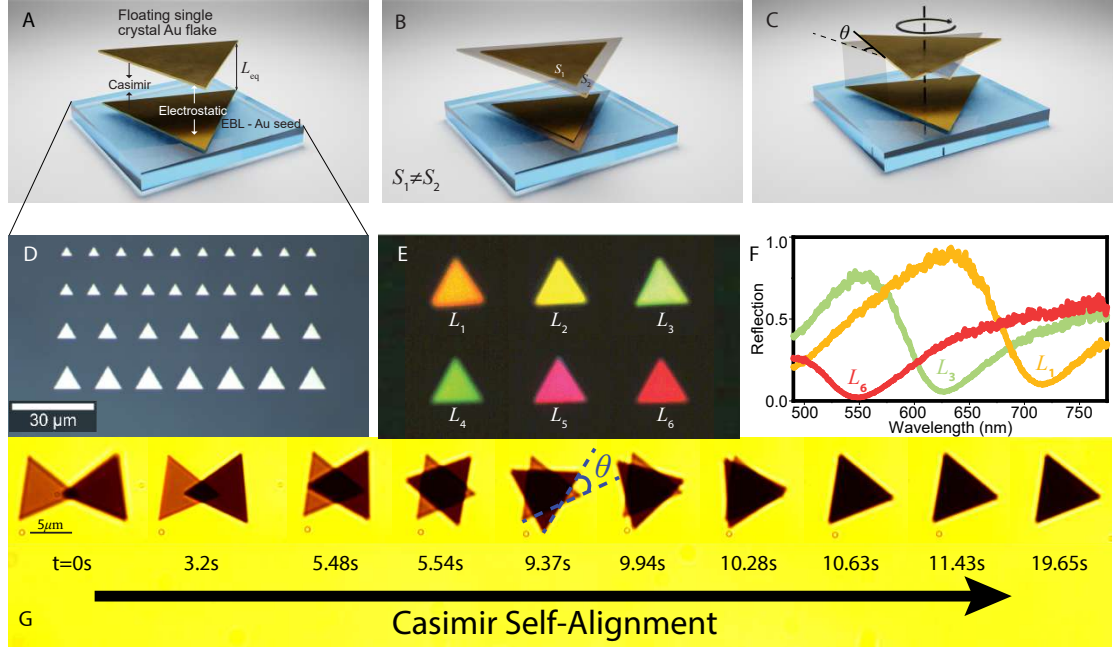 A
Floating single
crystal Au flake
Casimir
L_eq
Electrostatic
EBL - Au seed
B
S_1
S_2
S_1≠S_2
C
θ
D
30 μm
E
L_1
L_2
L_3
L_4
L_5
L_6
F
Reflection
1.0
0.5
0.0
L_6
L_3
L_1
500 550 600 650 700 750
Wavelength (nm)
θ
5μm
t=0s 3.2s 5.48s 5.54s 9.37s 9.94s 10.28s 10.63s 11.43s 19.65s
G
Casimir Self-Alignment